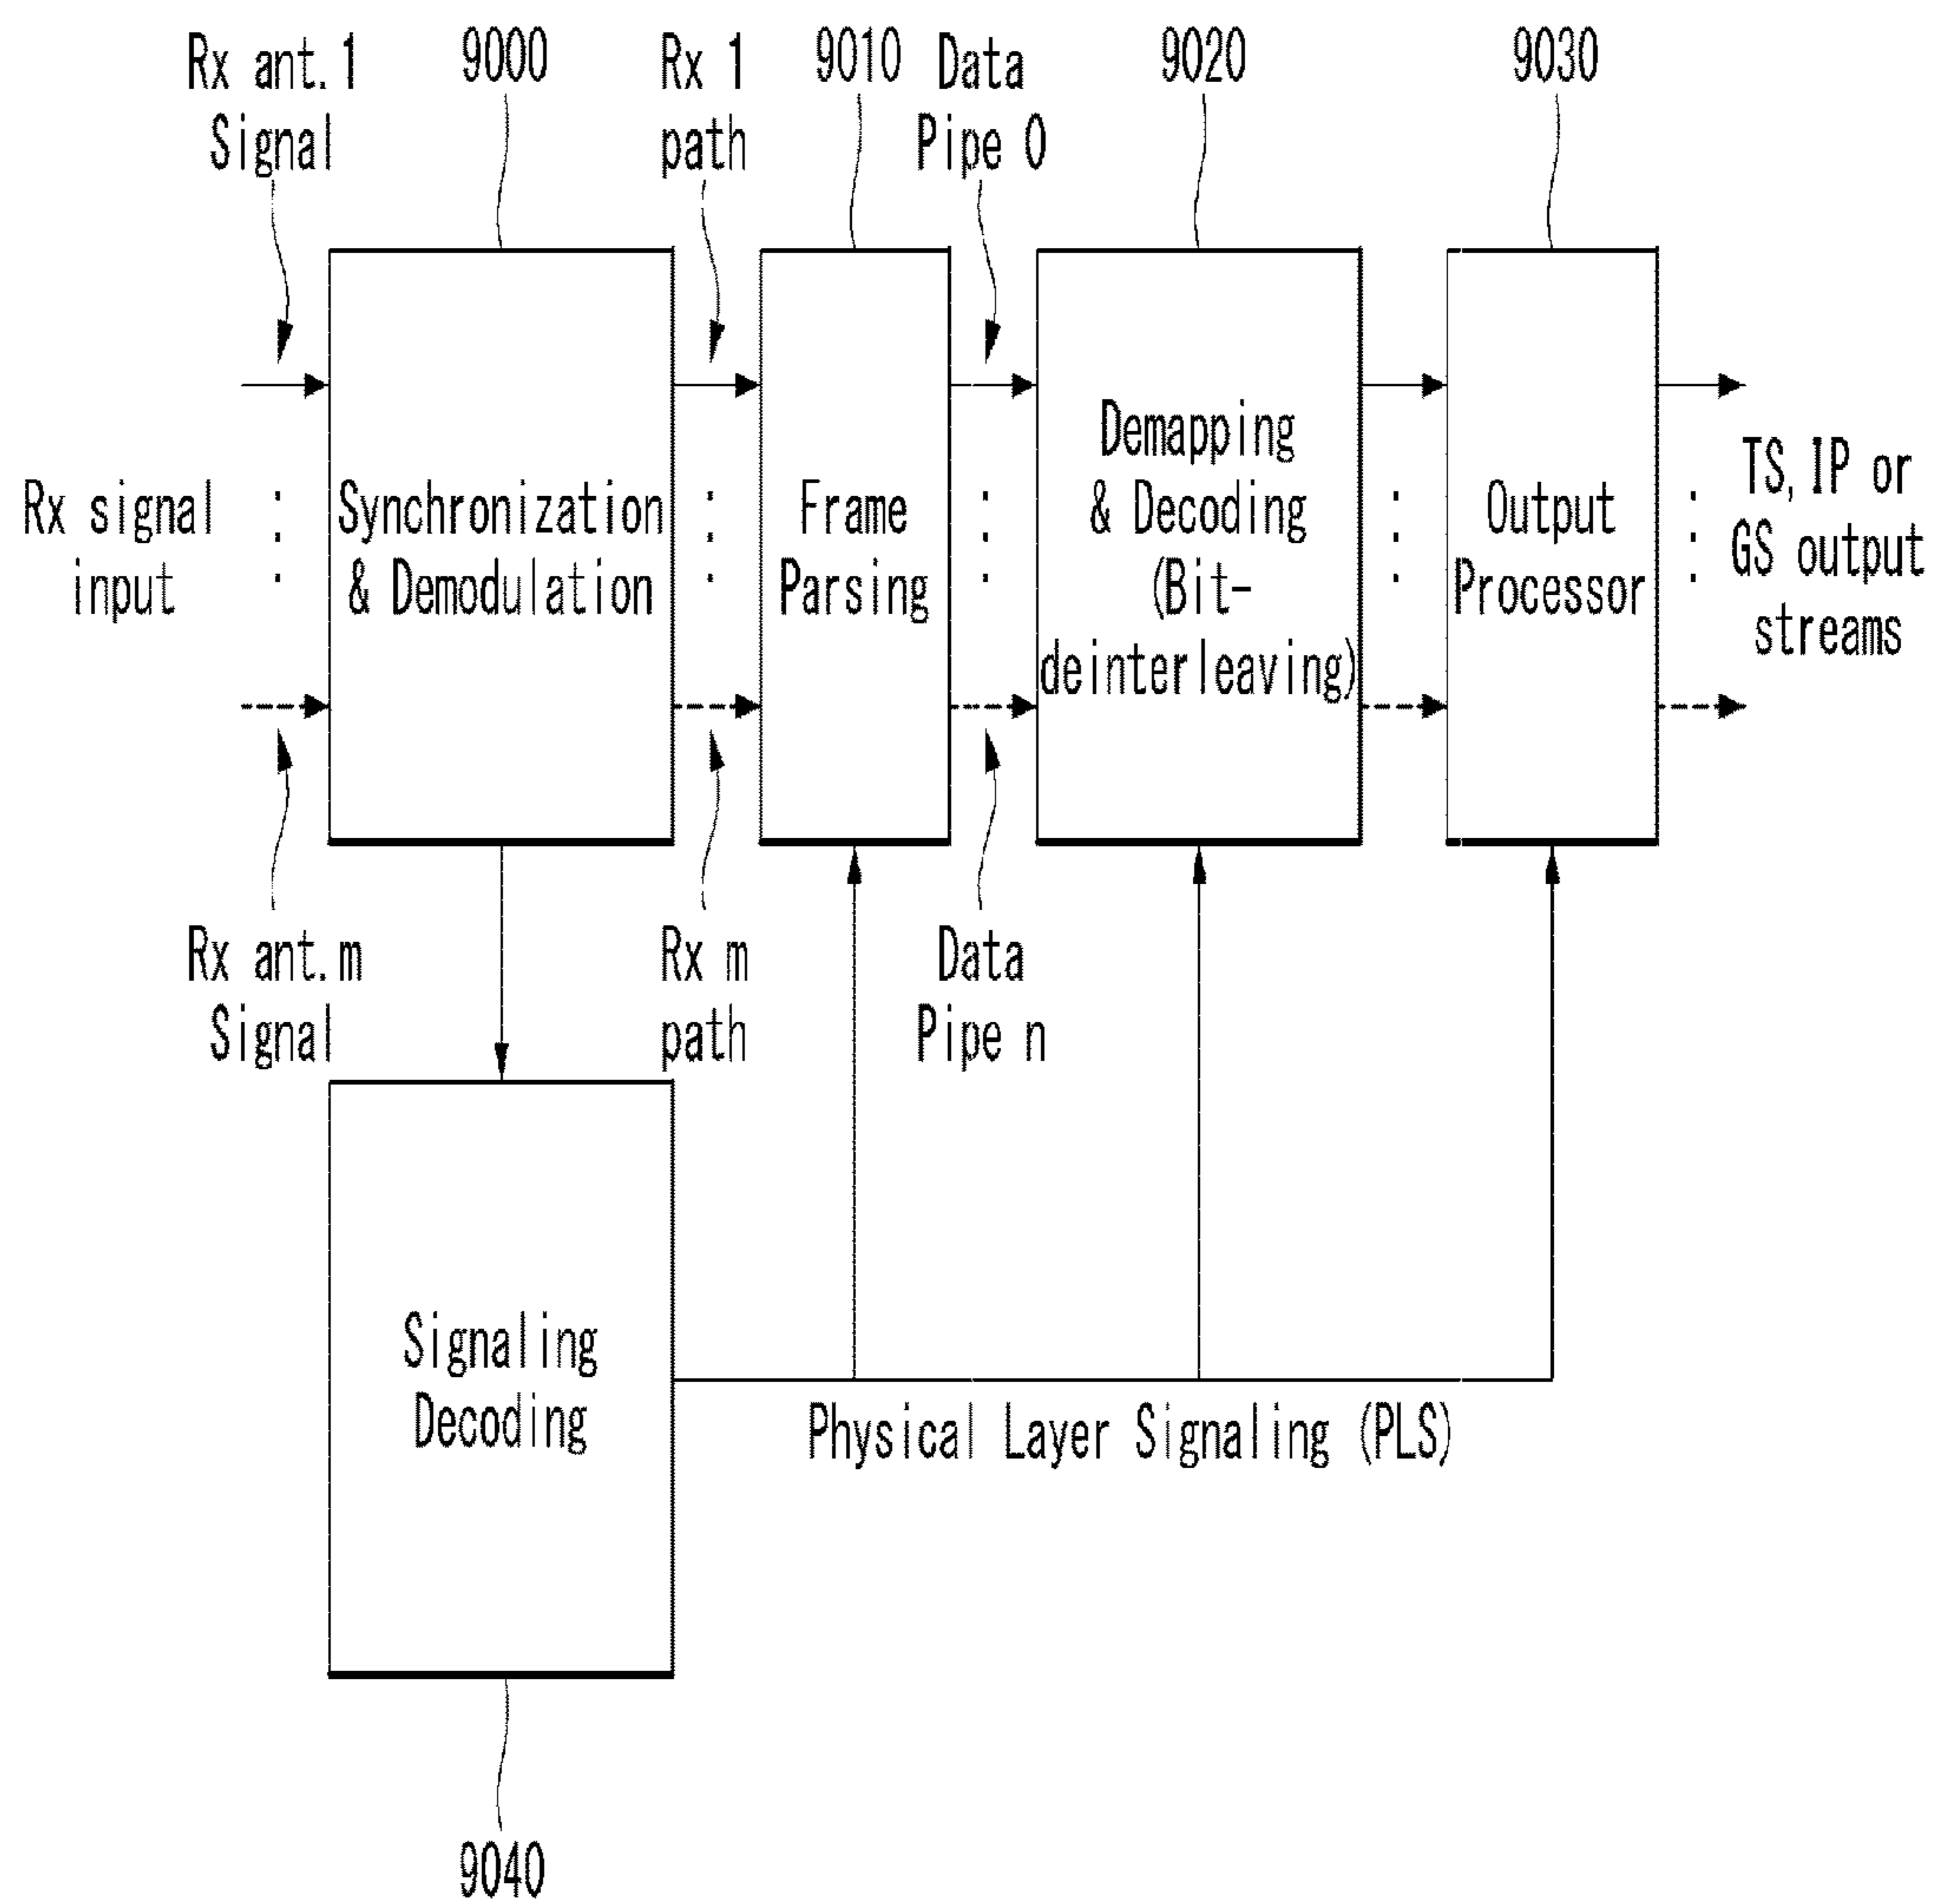 Rx ant.1
Signal
9000
Rx 1
path
9010
Data
Pipe 0
9020
9030
Rx signal
input
Synchronization
& Demodulation
Frame
Parsing
Demapping
& Decoding
(Bit-
deinterleaving)
Output
Processor
TS, IP or
GS output
streams
Rx ant.m
Signal
Rx m
path
Data
Pipe n
Signaling
Decoding
Physical Layer Signaling (PLS)
9040